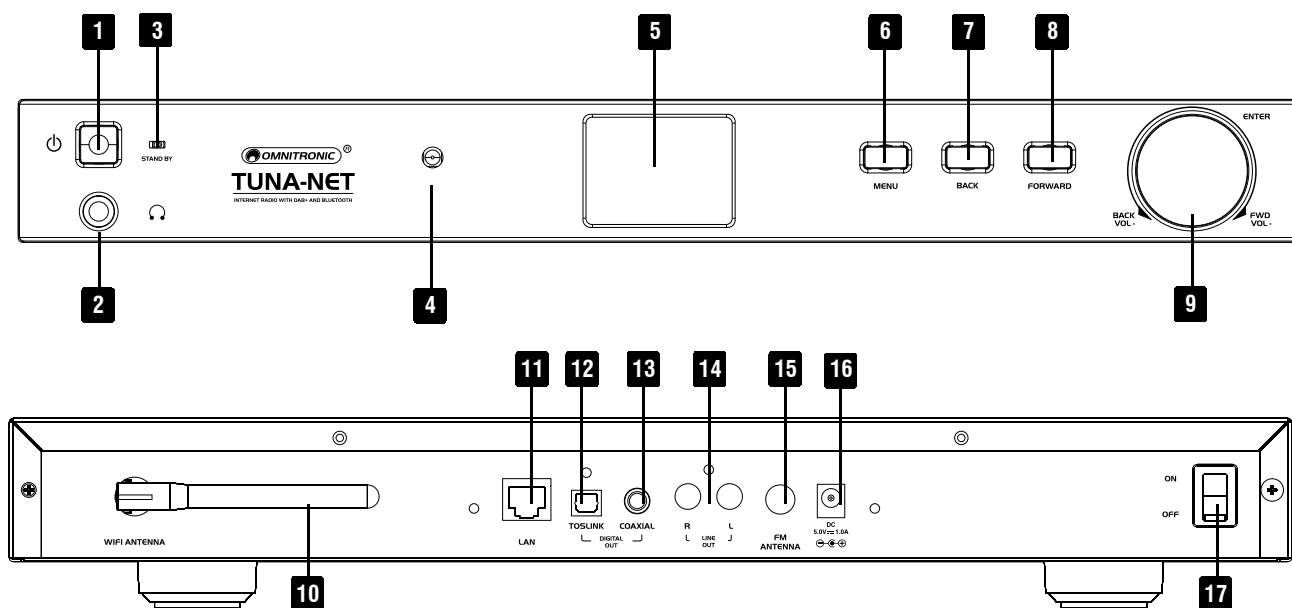 1
3
5
6
7
8
ENTER
STAND BY
OMNITRONIC ®
TUNA-NET
INTERNET RADIO WITH DAB+ AND BLUETOOTH
MENU
BACK
FORWARD
BACK
VOL-
FWD
VOL-
2
4
9
11
12
13
14
15
16
ON
OFF
WIFI ANTENNA
LAN
TOSLINK
COAXIAL
DIGITAL
OUT
R
L
LINE
OUT
FM
ANTENNA
DC
5.0V⎓1.0A
10
17